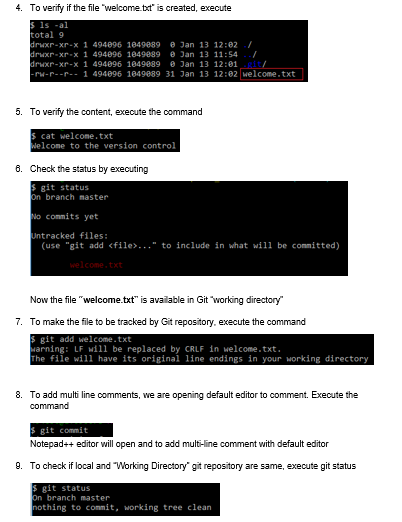 4. To verify if the file "welcome.txt" is created, execute
$ ls -al
total 9
drwxr-xr-x 1 494096 1049089 0 Jan 13 12:02 ./
drwxr-xr-x 1 494096 1049089 0 Jan 13 11:54 ../
drwxr-xr-x 1 494096 1049089 0 Jan 13 12:01 .git/
-rw-r--r-- 1 494096 1049089 31 Jan 13 12:02 welcome.txt
5. To verify the content, execute the command
$ cat welcome.txt
Welcome to the version control
6. Check the status by executing
$ git status
On branch master
No commits yet
Untracked files:
(use "git add <file>..." to include in what will be committed)
welcome.txt
Now the file "welcome.txt" is available in Git "working directory"
7. To make the file to be tracked by Git repository, execute the command
$ git add welcome.txt
warning: LF will be replaced by CRLF in welcome.txt.
The file will have its original line endings in your working directory
8. To add multi line comments, we are opening default editor to comment. Execute the
command
$ git commit
Notepad++ editor will open and to add multi-line comment with default editor
9. To check if local and "Working Directory" git repository are same, execute git status
$ git status
On branch master
nothing to commit, working tree clean